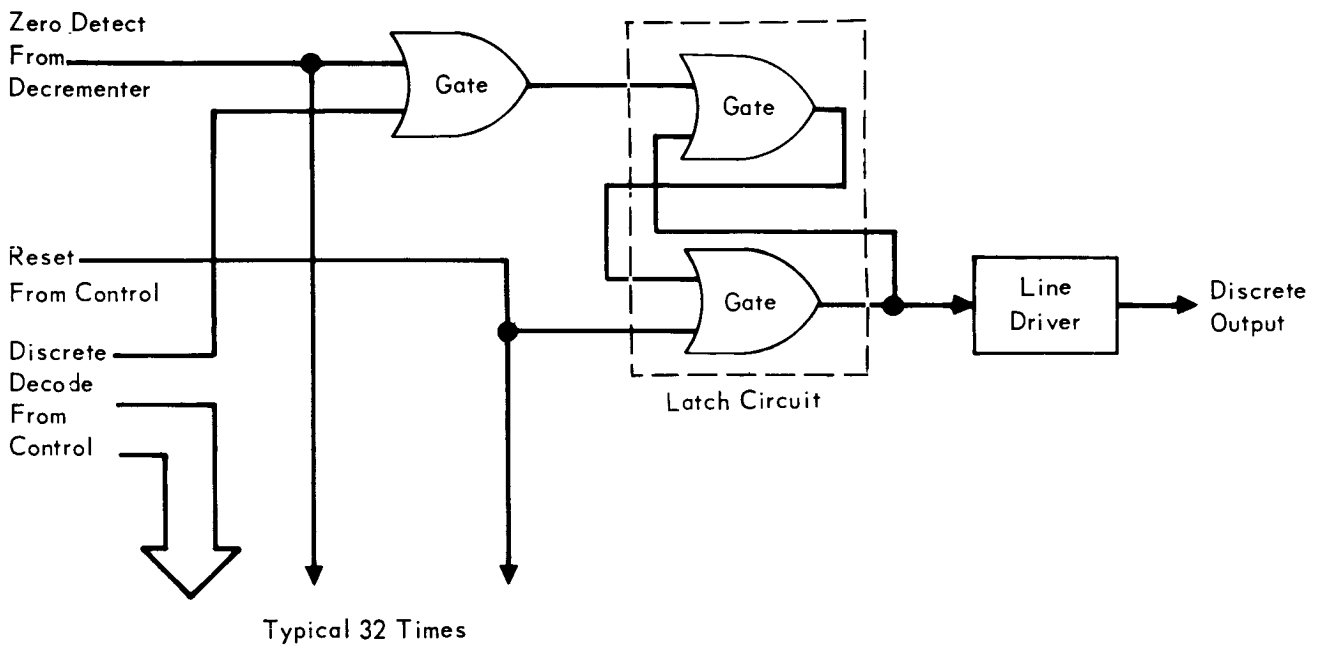 Zero Detect
From
Decrementer
Gate
Gate
Reset
From Control
Gate
Line
Driver
Discrete
Output
Discrete
Decode
From
Control
Latch Circuit
Typical 32 Times